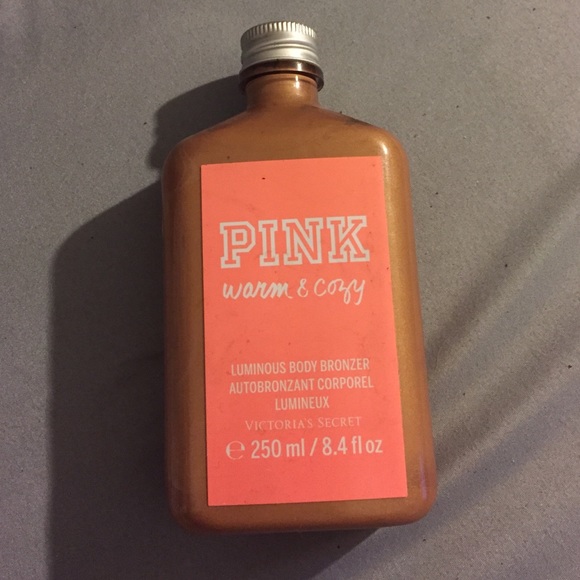 PINK
warm & cozy
LUMINOUS BODY BRONZER
AUTOBRONZANT CORPOREL
LUMINEUX
VICTORIA'S SECRET
℮ 250 ml / 8.4 fl oz